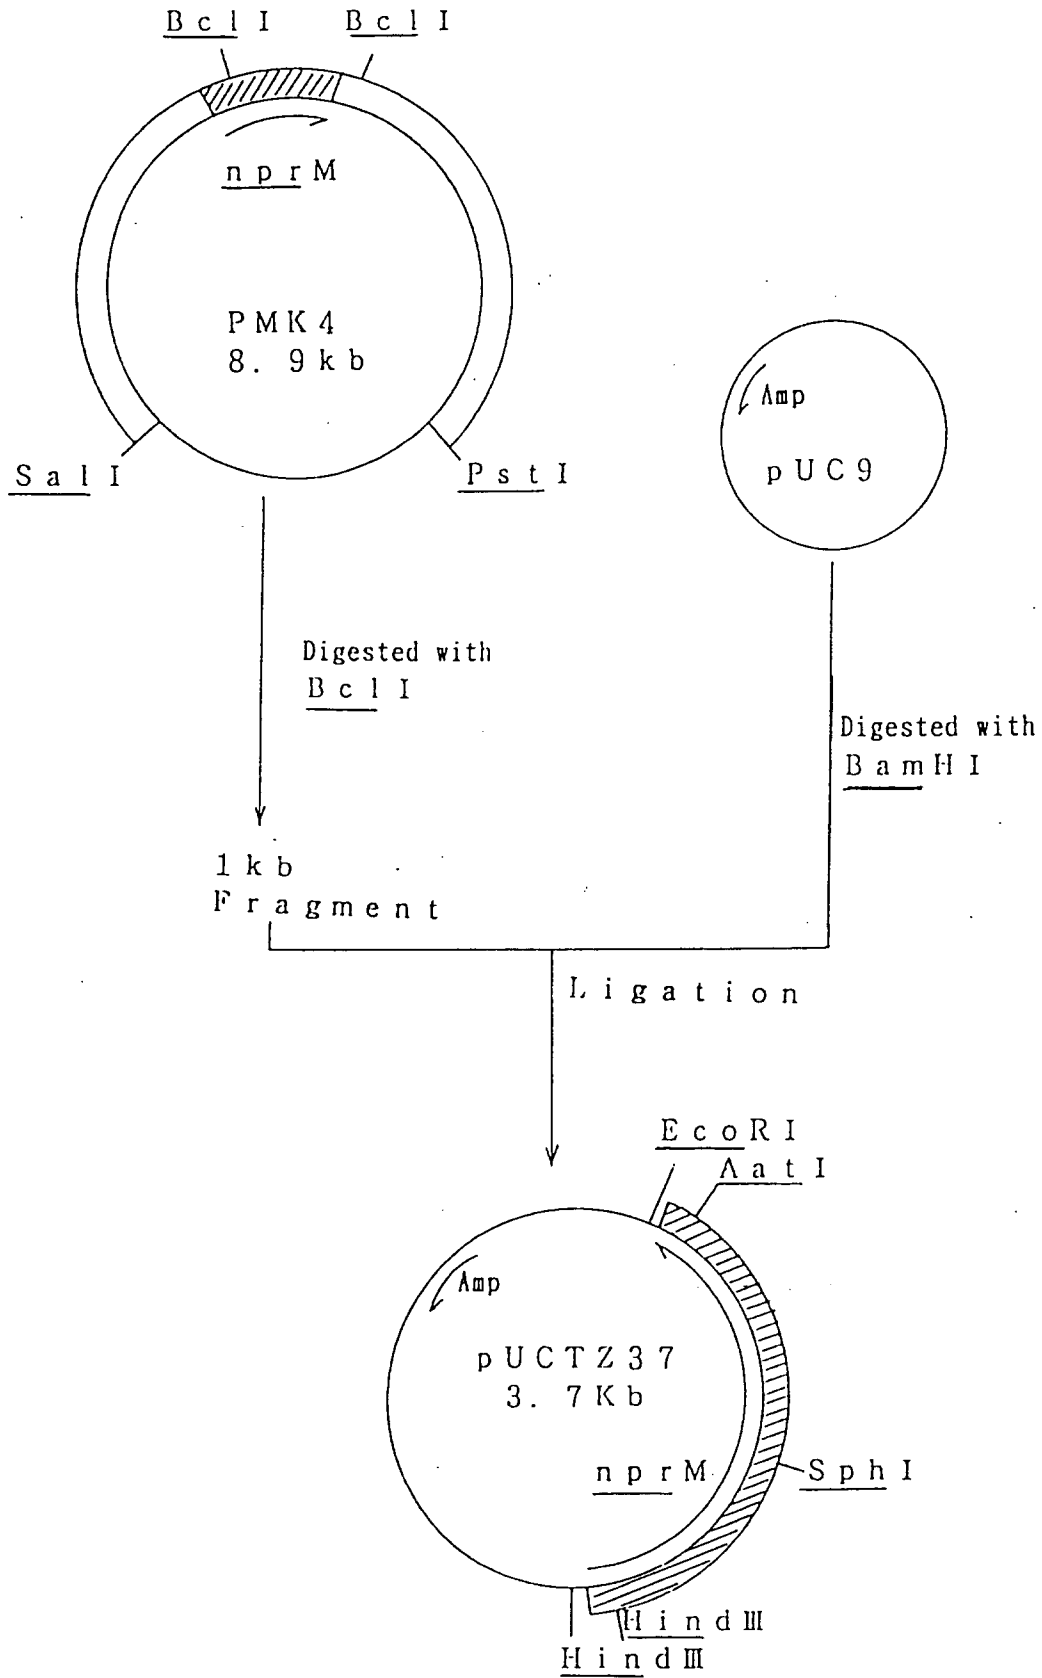 BclI BclI
nprM
PMK4
8. 9kb
SalI PstI
Amp
pUC9
Digested with
BclI
Digested with
BamHI
1kb
Fragment
Ligation
EcoRI
AatI
Amp
pUCTZ37
3. 7Kb
nprM
SphI
HindⅢ
HindⅢ